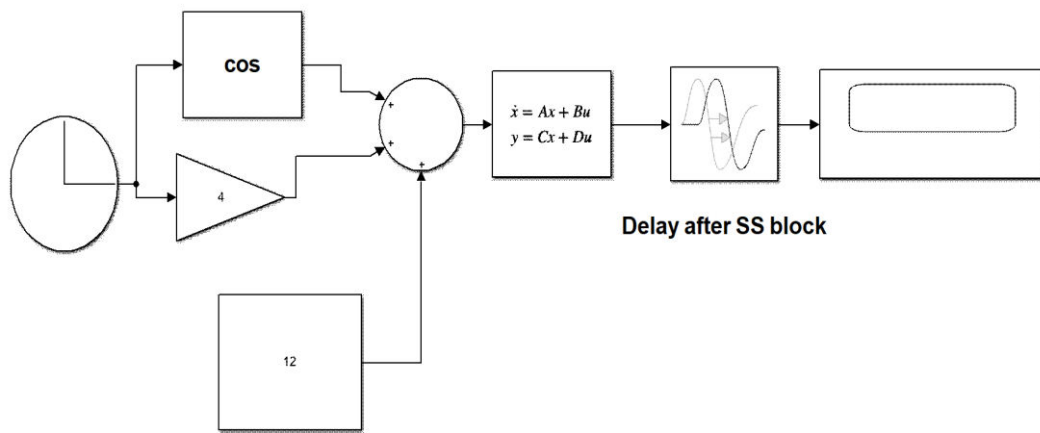 cos
+
+
+
4
ẋ = Ax + Bu
y = Cx + Du
Delay after SS block
12